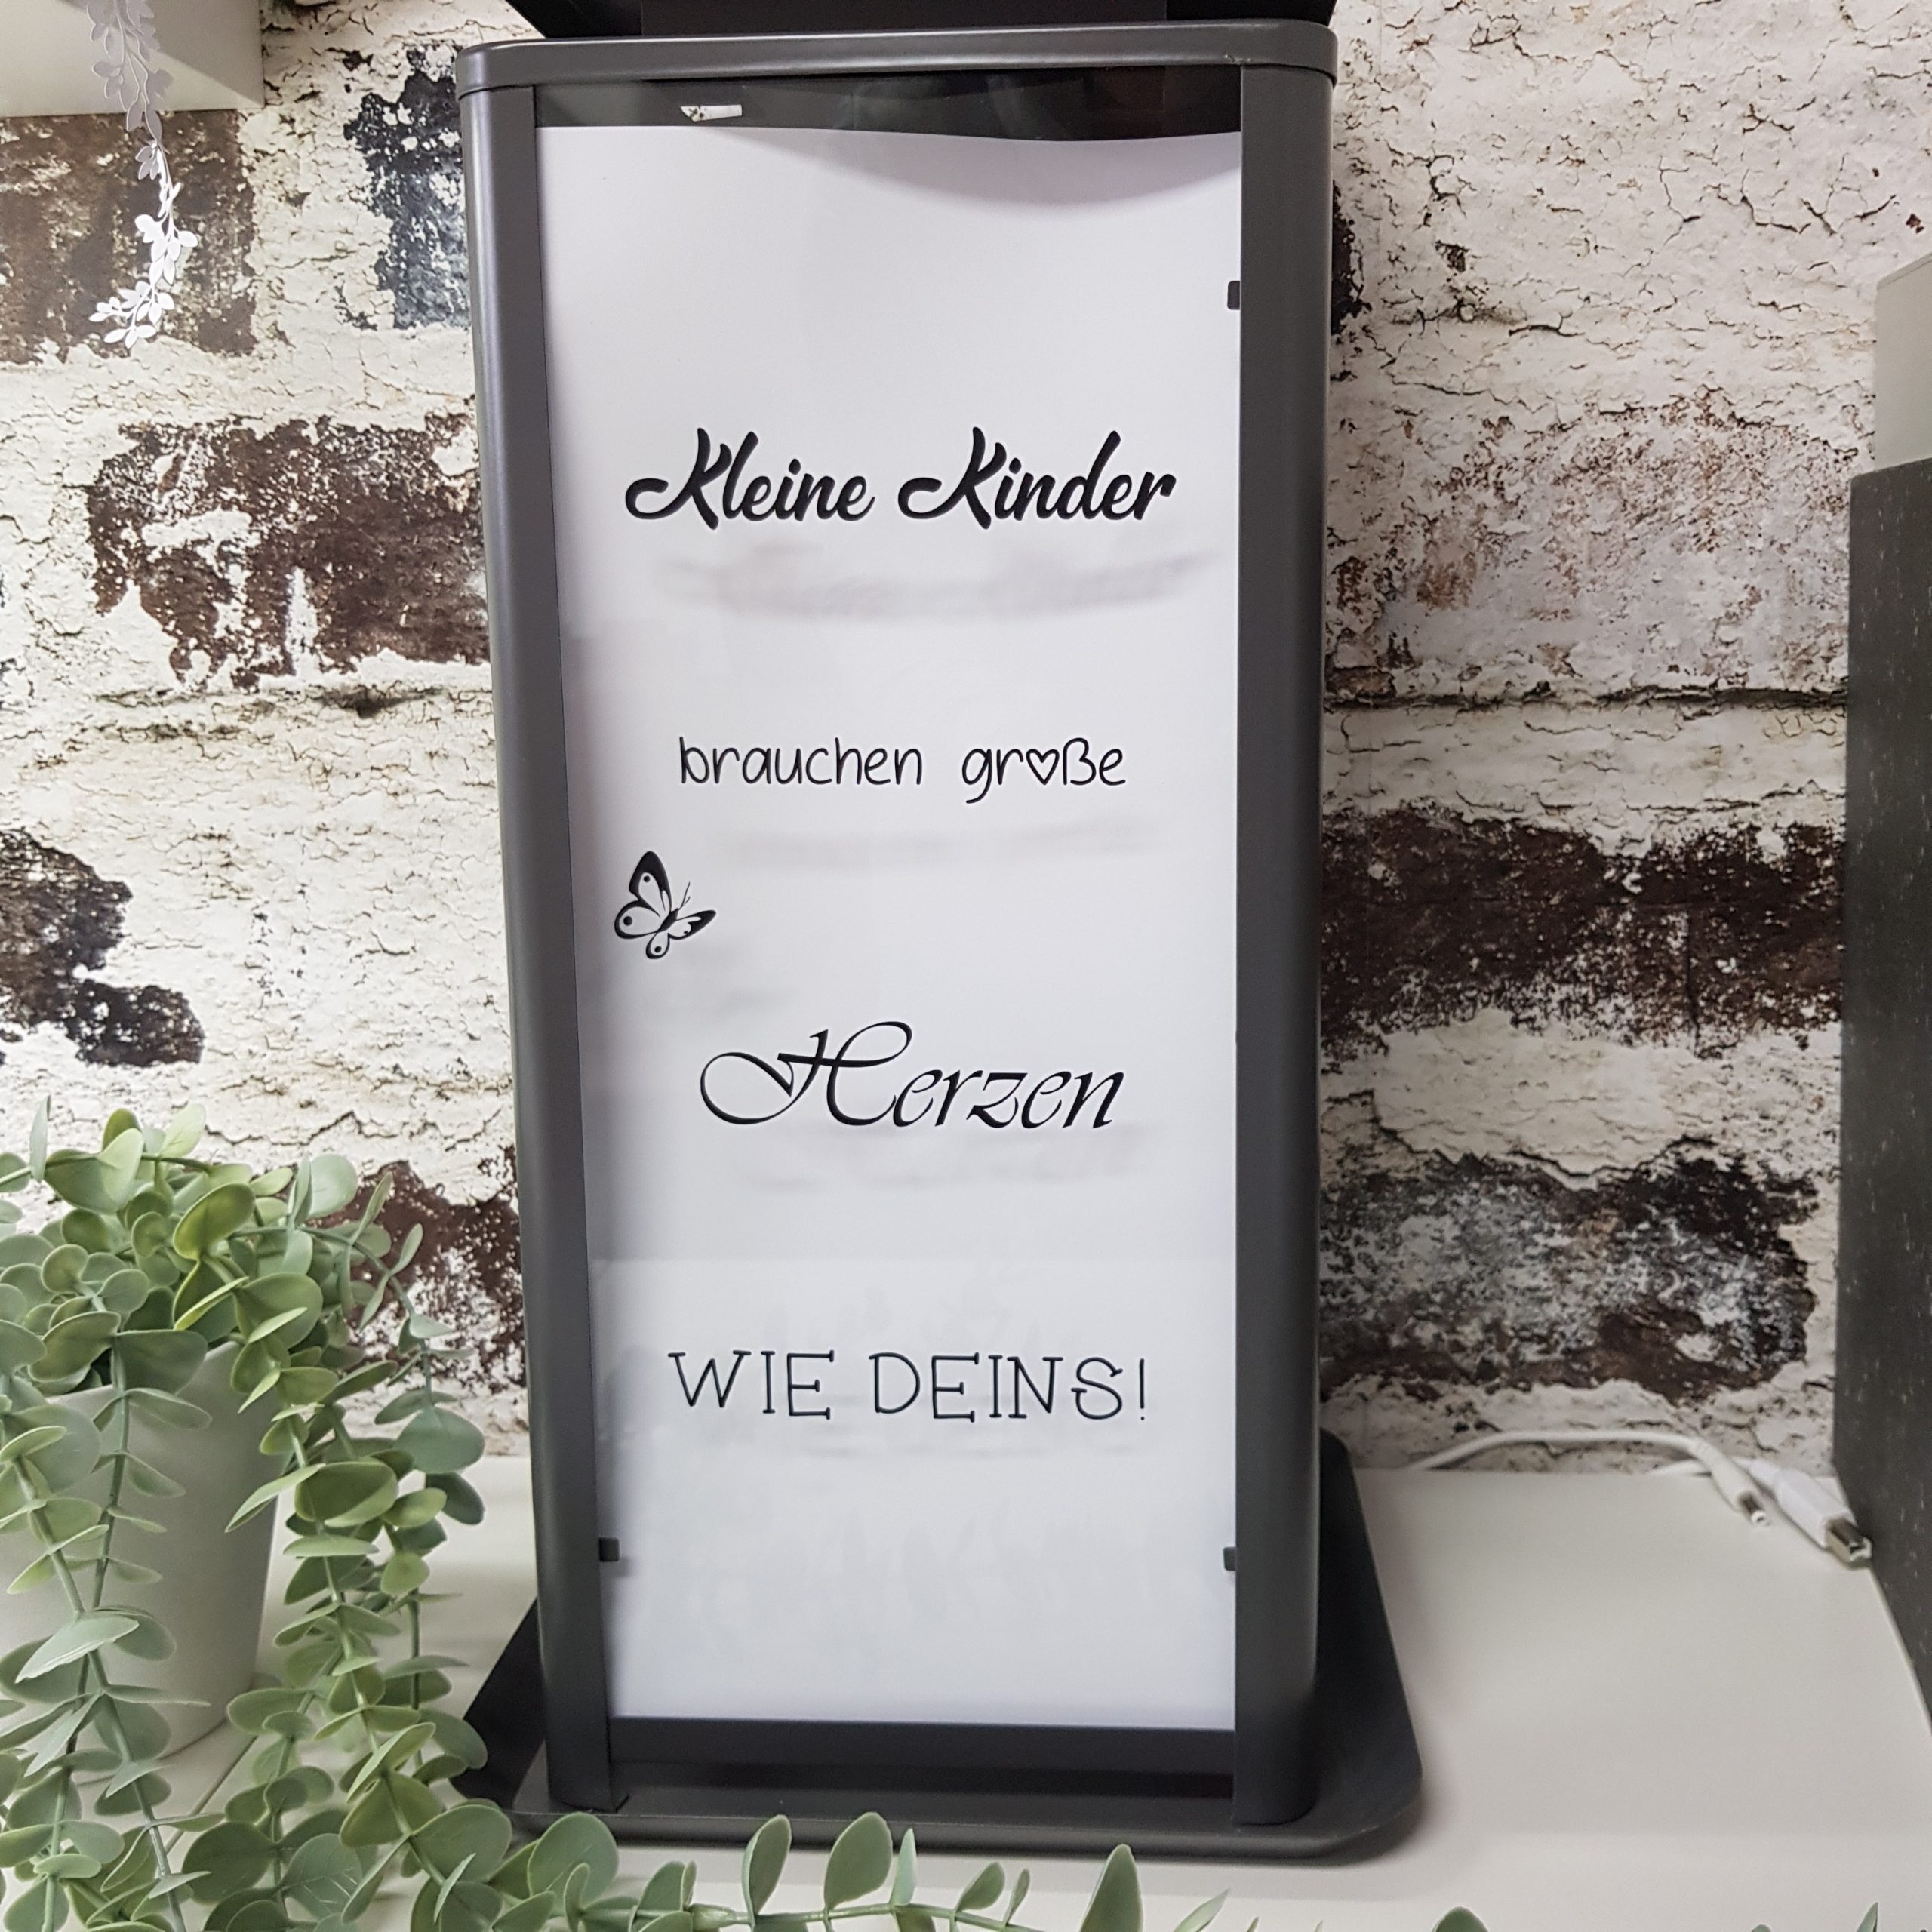 Kleine Kinder
brauchen große
Herzen
WIE DEINS!